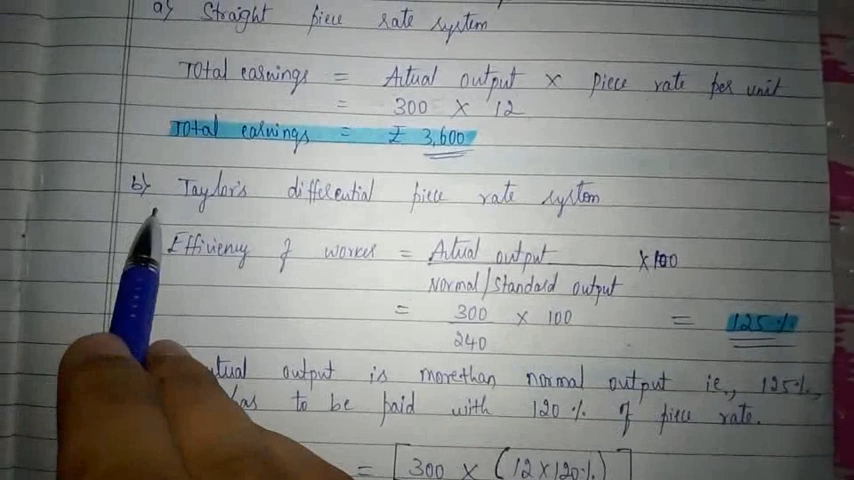 a) Straight piece rate system
Total earnings = Actual output × piece rate per unit
= 300 × 12
Total earnings = ₹ 3,600
b) Taylor's differential piece rate system
Efficiency of worker = Actual output × 100
Normal/Standard output
= 300 × 100 = 125%
240
output is more than normal output ie., 125%,
has to be paid with 120% of piece rate.
= [300 × (12×120%)]